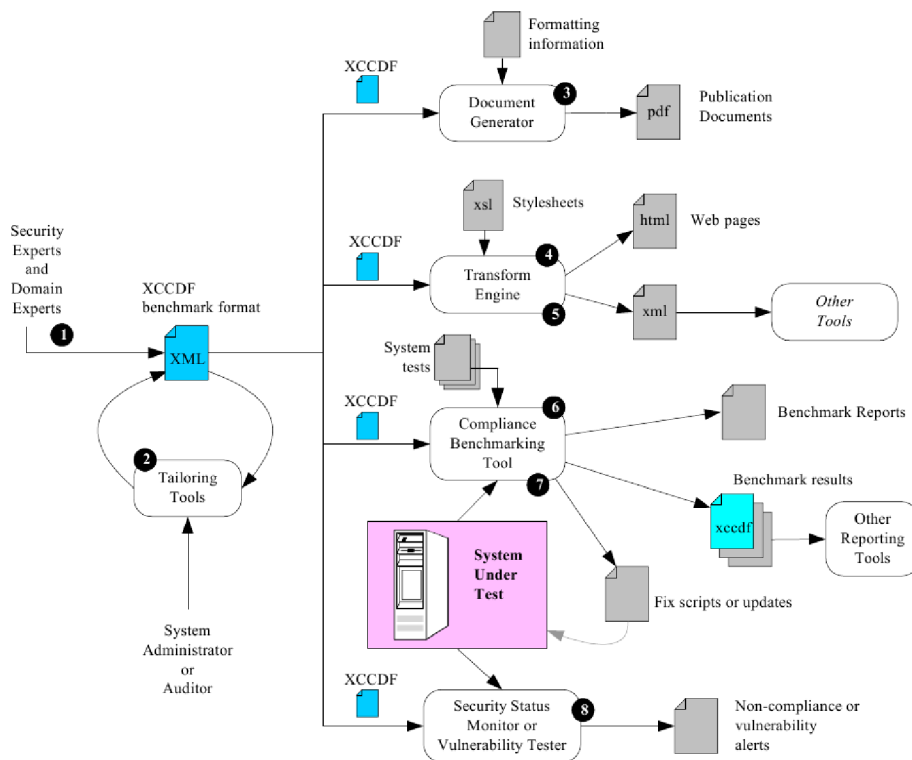 Formatting
information
XCCDF
Document
Generator
3
pdf
Publication
Documents
xsl
Stylesheets
html
Web pages
XCCDF
4
Transform
Engine
5
xml
Other
Tools
Security
Experts
and
Domain
Experts
1
XCCDF
benchmark format
XML
System
tests
XCCDF
6
Compliance
Benchmarking
Tool
7
Benchmark Reports
Benchmark results
xccdf
Other
Reporting
Tools
2
Tailoring
Tools
System
Under
Test
Fix scripts or updates
System
Administrator
or
Auditor
XCCDF
Security Status
Monitor or
Vulnerability Tester
8
Non-compliance or
vulnerability
alerts